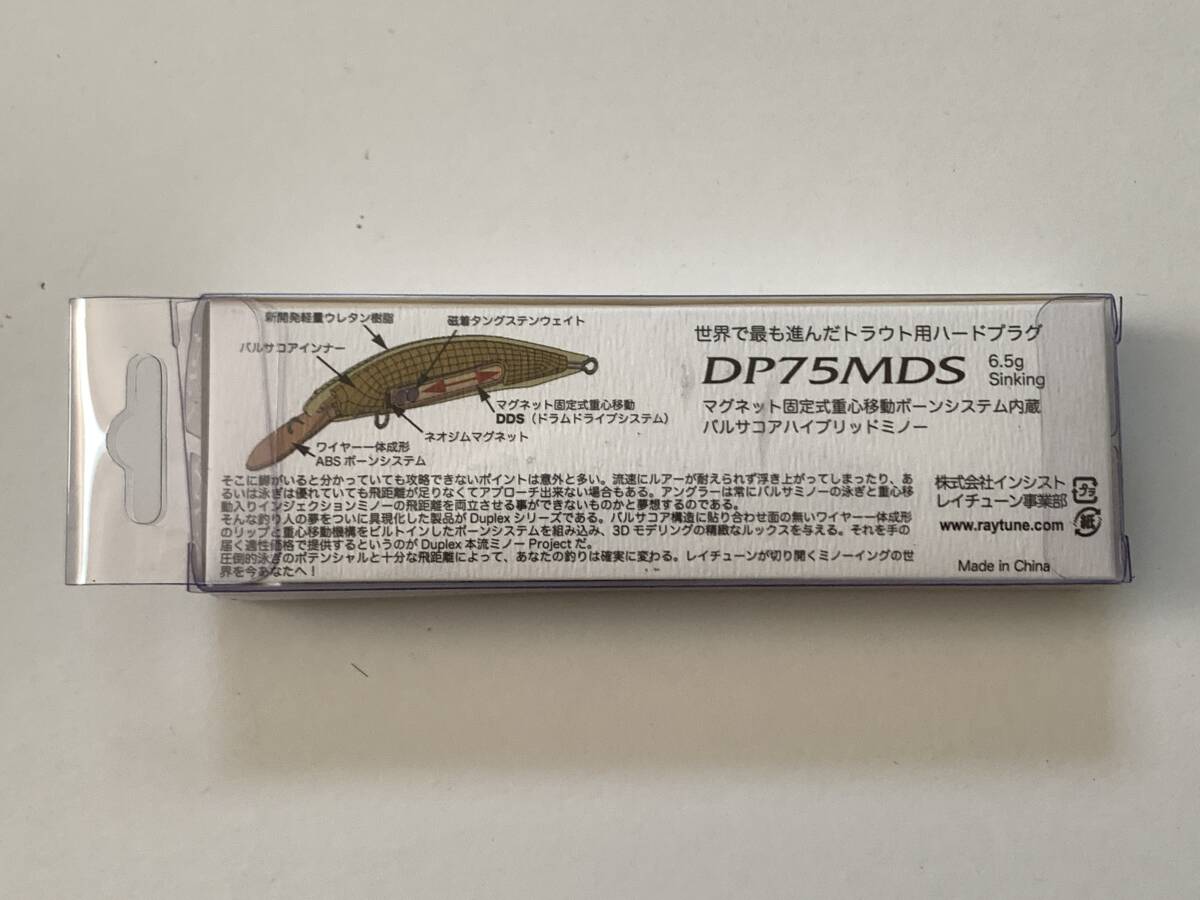 新開発軽量ウレタン樹脂
磁着タングステンウェイト
バルサコアインナー
マグネット固定式重心移動
DDS（ドラムドライブシステム）
ネオジムマグネット
ワイヤー一体成形
ABSボーンシステム
世界で最も進んだトラウト用ハードプラグ
DP75MDS 6.5g
Sinking
マグネット固定式重心移動ボーンシステム内蔵
バルサコアハイブリッドミノー
そこに鱒がいると分かっていても攻略できないポイントは意外と多い。流速にルアーが耐えられず浮き上がってしまったり、あ
るいは泳ぎは優れていても飛距離が足りなくてアプローチ出来ない場合もある。アングラーは常にバルサミノーの泳ぎと重心移
動入りインジェクションミノーの飛距離を両立させる事ができないものかと夢想するのである。
そんな釣り人の夢をついに具現化した製品がDuplexシリーズである。バルサコア構造に貼り合わせ面の無いワイヤー一体成形
のリップと重心移動機構をビルトインしたボーンシステムを組み込み、3Dモデリングの精緻なルックスを与える。それを手の
届く適性価格で提供するというのがDuplex本流ミノーProjectだ。
圧倒的泳ぎのポテンシャルと十分な飛距離によって、あなたの釣りは確実に変わる。レイチューンが切り開くミノーイングの世
界を今あなたへ！
株式会社インシスト
レイチューン事業部
プラ
紙
www.raytune.com
Made in China